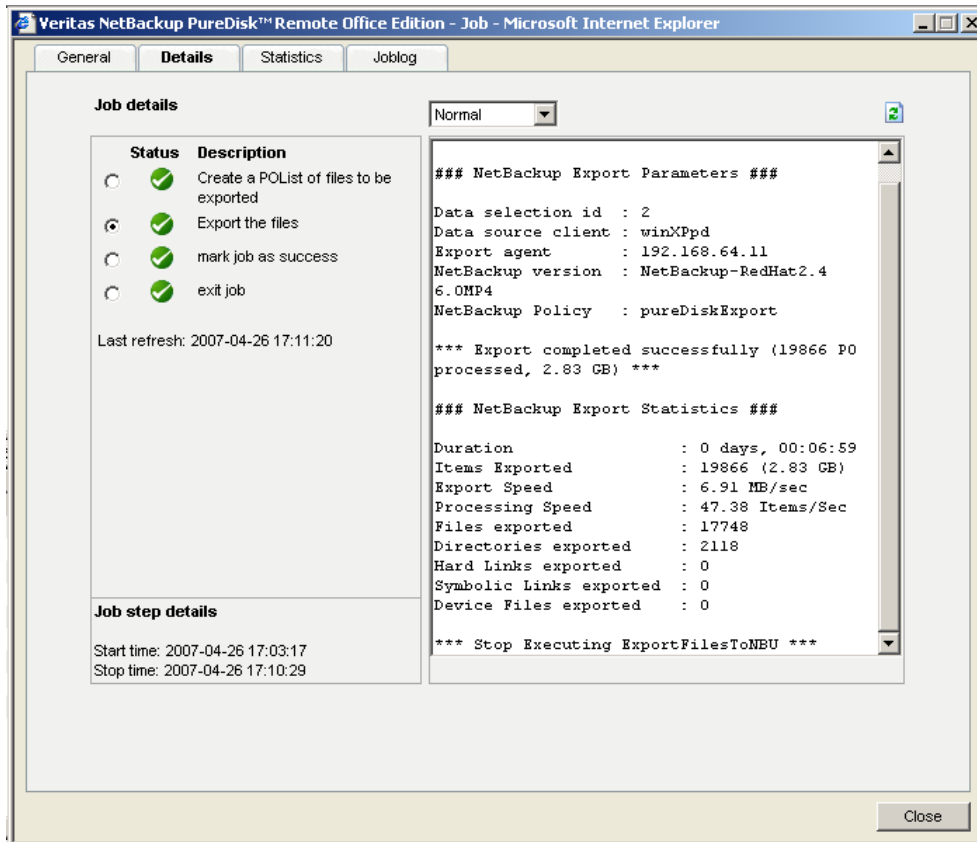 Veritas NetBackup PureDisk™ Remote Office Edition - Job - Microsoft Internet Explorer
General Details Statistics Joblog
Job details
Normal
Status Description
Create a POList of files to be
exported
Export the files
mark job as success
exit job
Last refresh: 2007-04-26 17:11:20
Job step details
Start time: 2007-04-26 17:03:17
Stop time: 2007-04-26 17:10:29
### NetBackup Export Parameters ###
Data selection id : 2
Data source client : winXPpd
Export agent : 192.168.64.11
NetBackup version : NetBackup-RedHat2.4
6.0MP4
NetBackup Policy : pureDiskExport
*** Export completed successfully (19866 PO
processed, 2.83 GB) ***
### NetBackup Export Statistics ###
Duration : 0 days, 00:06:59
Items Exported : 19866 (2.83 GB)
Export Speed : 6.91 MB/sec
Processing Speed : 47.38 Items/Sec
Files exported : 17748
Directories exported : 2118
Hard Links exported : 0
Symbolic Links exported : 0
Device Files exported : 0
*** Stop Executing ExportFilesToNBU ***
Close